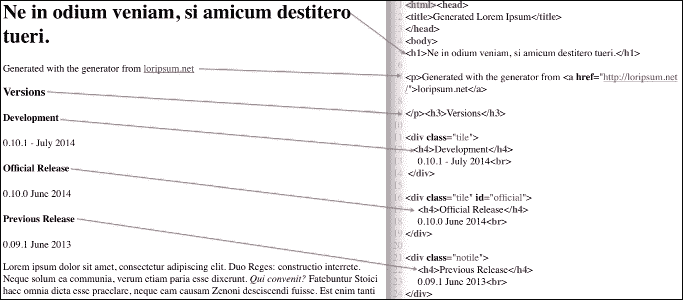 Ne in odium veniam, si amicum destitero
tueri.
Generated with the generator from loripsum.net
Versions
Development
0.10.1 - July 2014
Official Release
0.10.0 June 2014
Previous Release
0.09.1 June 2013
Lorem ipsum dolor sit amet, consectetur adipiscing elit. Duo Reges: constructio interrete.
Neque solum ea communia, verum etiam paria esse dixerunt. Qui convenit? Fatebuntur Stoici
haec omnia dicta esse praeclare, neque eam causam Zenoni desciscendi fuisse. Est enim tanti
<html><head>
<title>Generated Lorem Ipsum</title>
</head>
<body>
<h1>Ne in odium veniam, si amicum destitero tueri.</h1>
<p>Generated with the generator from <a href="http://loripsum.net
/">loripsum.net</a>
</p><h3>Versions</h3>
<div class="tile">
<h4>Development</h4>
0.10.1 - July 2014<br>
</div>
<div class="tile" id="official">
<h4>Official Release</h4>
0.10.0 June 2014<br>
</div>
<div class="notile">
<h4>Previous Release</h4>
0.09.1 June 2013<br>
</div>